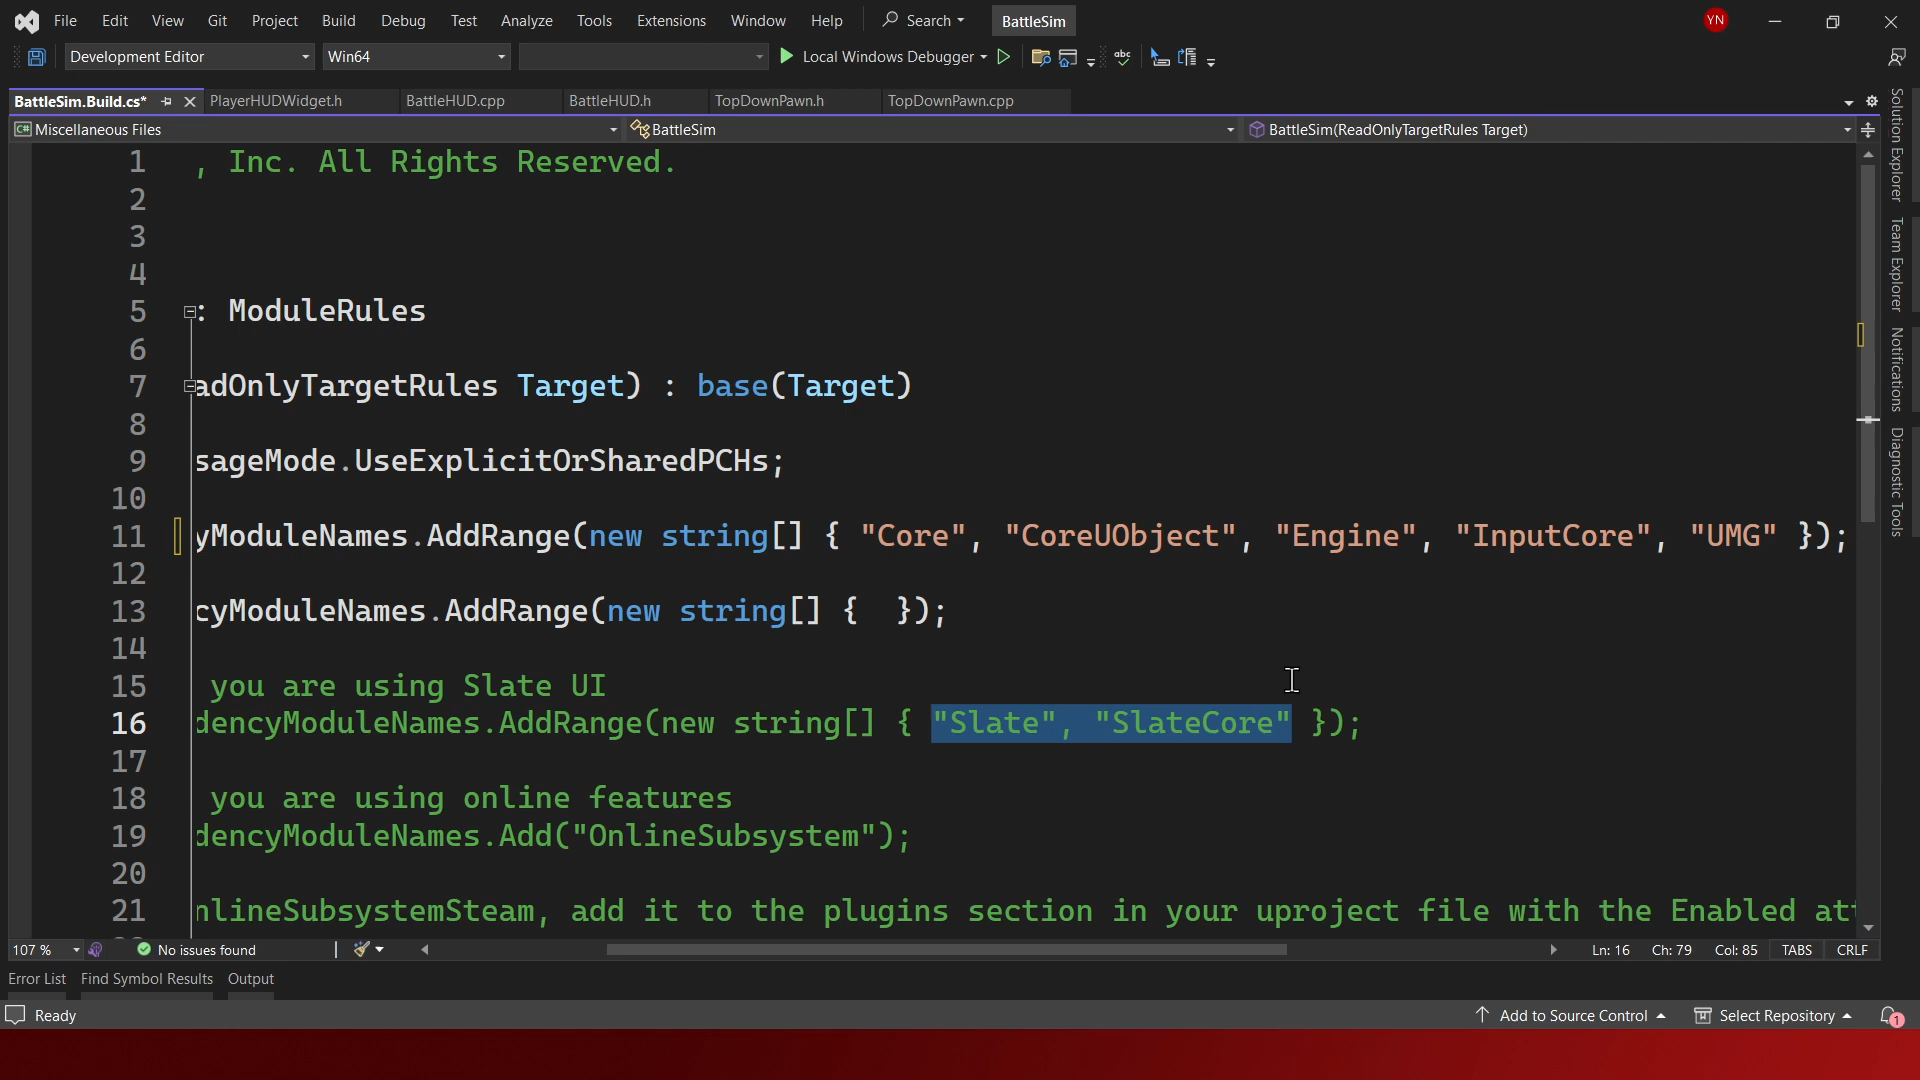 File Edit View Git Project Build Debug Test Analyze Tools Extensions Window Help Search BattleSim YN
Development Editor Win64 Local Windows Debugger
BattleSim.Build.cs* PlayerHUDWidget.h BattleHUD.cpp BattleHUD.h TopDownPawn.h TopDownPawn.cpp
C# Miscellaneous Files BattleSim BattleSim(ReadOnlyTargetRules Target)
1 , Inc. All Rights Reserved.
2
3
4
5 : ModuleRules
6
7 adOnlyTargetRules Target) : base(Target)
8
9 sageMode.UseExplicitOrSharedPCHs;
10
11 yModuleNames.AddRange(new string[] { "Core", "CoreUObject", "Engine", "InputCore", "UMG" });
12
13 cyModuleNames.AddRange(new string[] {  });
14
15 you are using Slate UI
16 dencyModuleNames.AddRange(new string[] { "Slate", "SlateCore" });
17
18 you are using online features
19 dencyModuleNames.Add("OnlineSubsystem");
20
21 nlineSubsystemSteam, add it to the plugins section in your uproject file with the Enabled att
107 % No issues found Ln: 16 Ch: 79 Col: 85 TABS CRLF
Error List Find Symbol Results Output
Ready Add to Source Control Select Repository 1
Solution Explorer
Team Explorer
Notifications
Diagnostic Tools